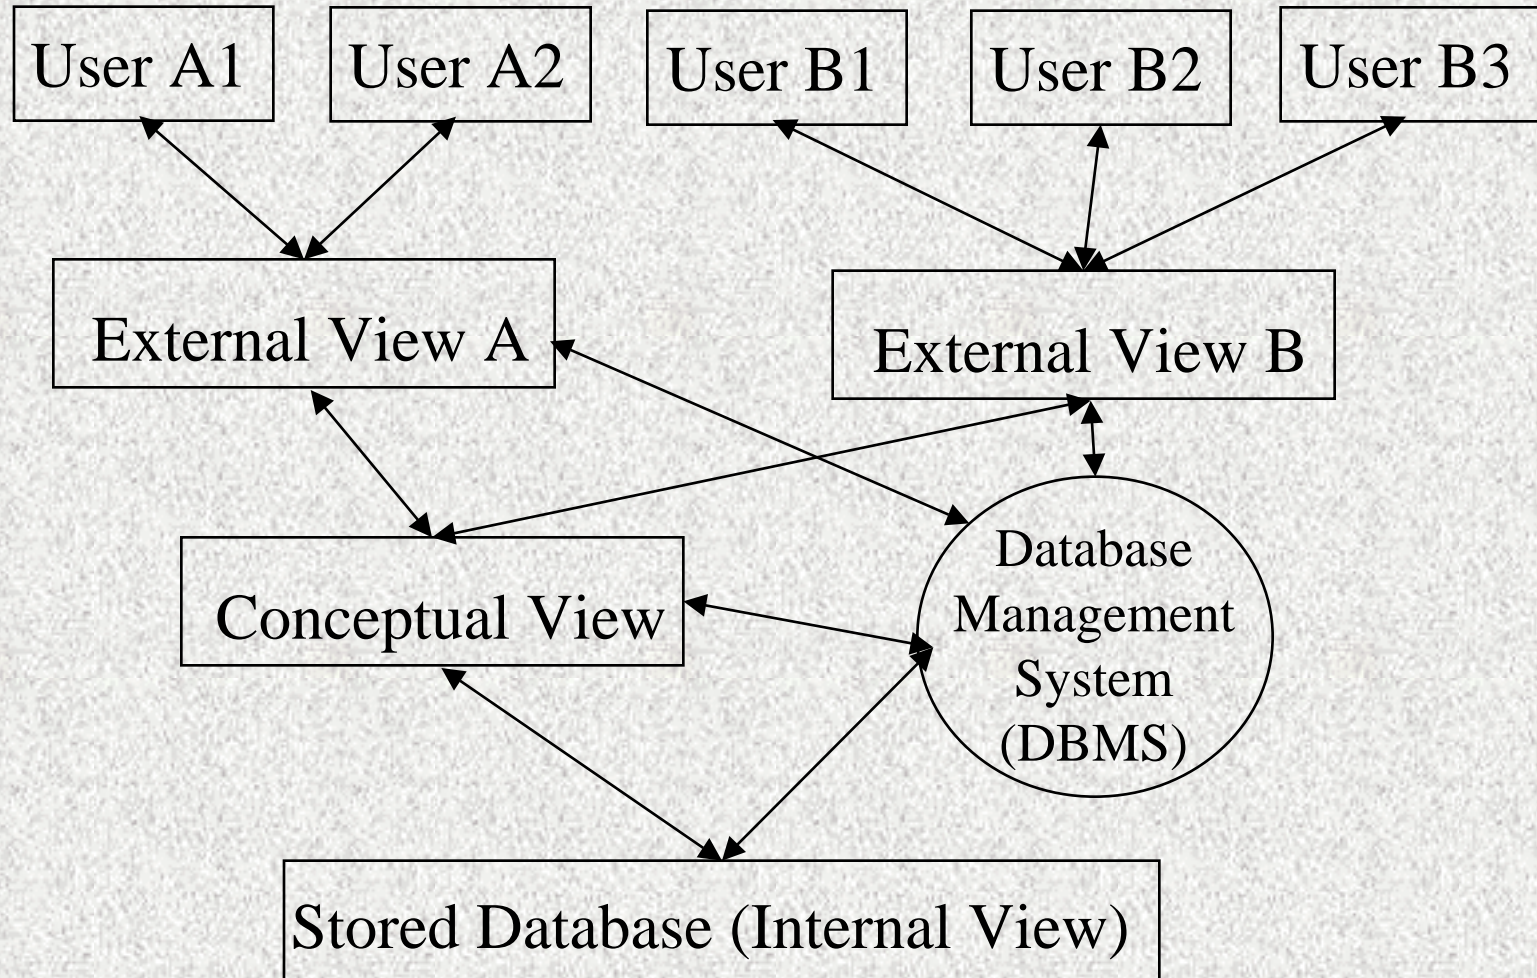 User A1
User A2
User B1
User B2
User B3
External View A
External View B
Conceptual View
Database
Management
System
(DBMS)
Stored Database (Internal View)